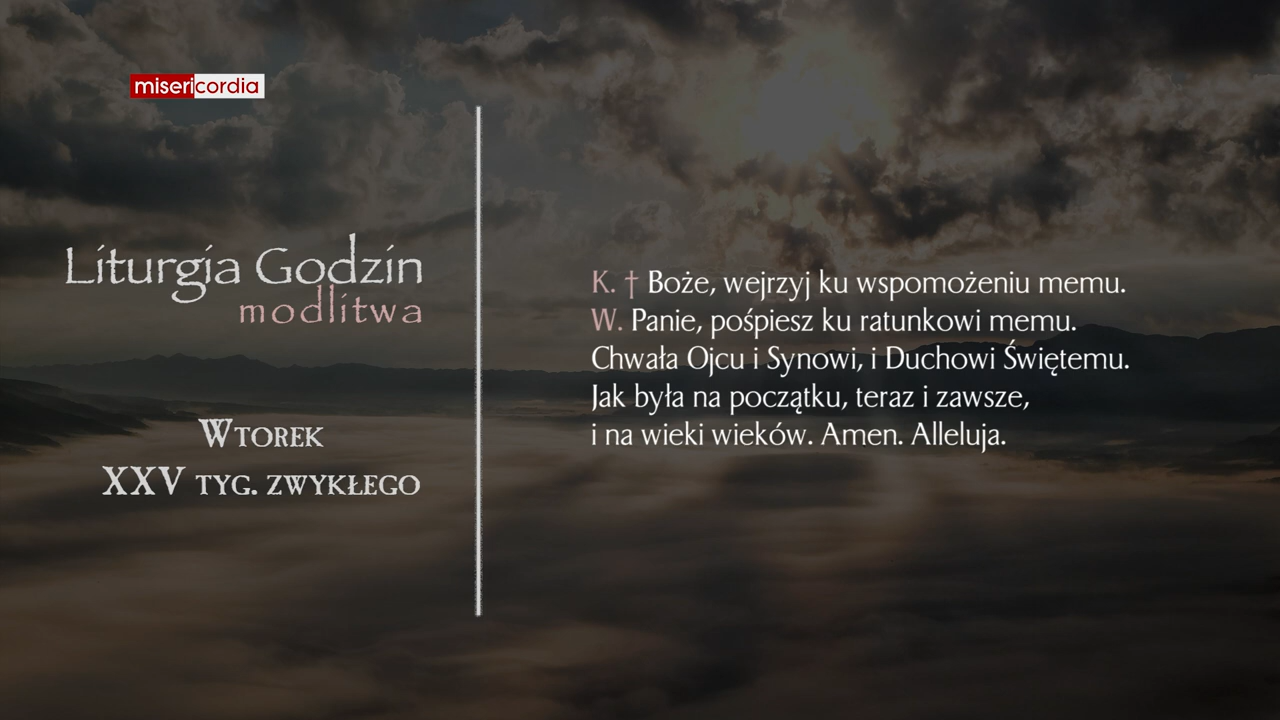 misericordia
Liturgia Godzin
modlitwa
Wtorek
XXV tyg. zwykłego
K. † Boże, wejrzyj ku wspomożeniu memu.
W. Panie, pośpiesz ku ratunkowi memu.
Chwała Ojcu i Synowi, i Duchowi Świętemu.
Jak była na początku, teraz i zawsze,
i na wieki wieków. Amen. Alleluja.